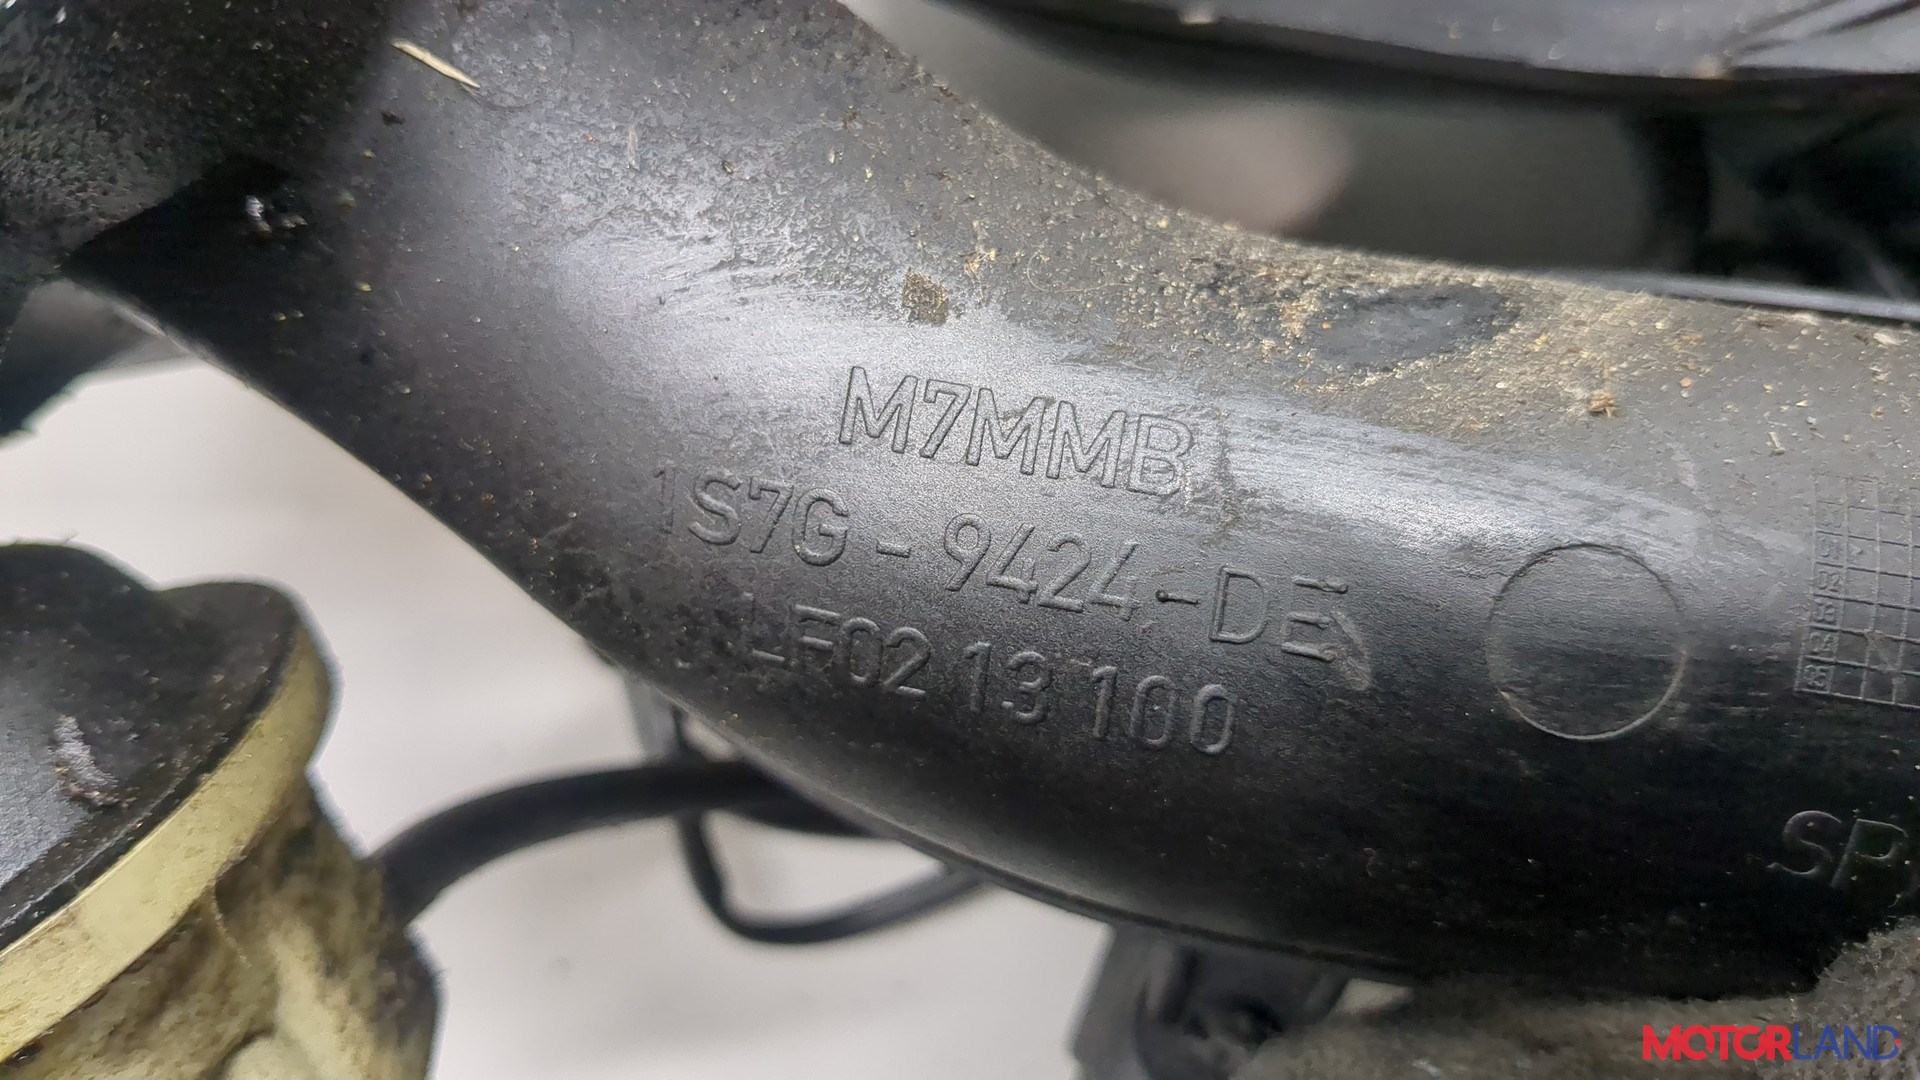 M7MMB
1S7G - 9424-DE
LF02 13 100
MOTORLAND